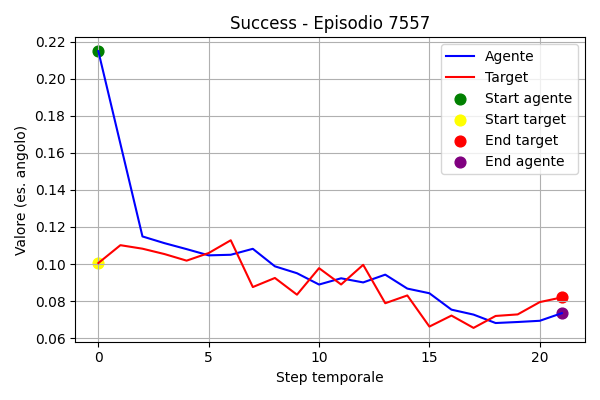 Success - Episodio 7557
Valore (es. angolo)
0.22
0.20
0.18
0.16
0.14
0.12
0.10
0.08
0.06
Agente
Target
Start agente
Start target
End target
End agente
0
5
10
15
20
Step temporale